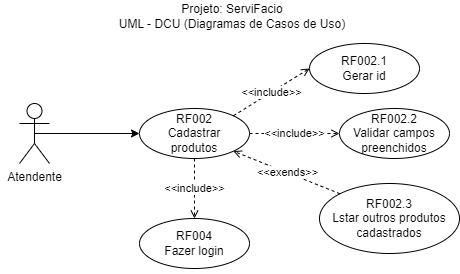 Projeto: ServiFacio
UML - DCU (Diagramas de Casos de Uso)
RF002.1
Gerar id
<<include>>
RF002
Cadastrar
produtos
<<include>>
RF002.2
Validar campos
preenchidos
Atendente
<<exends>>
<<include>>
RF002.3
Lstar outros produtos
cadastrados
RF004
Fazer login